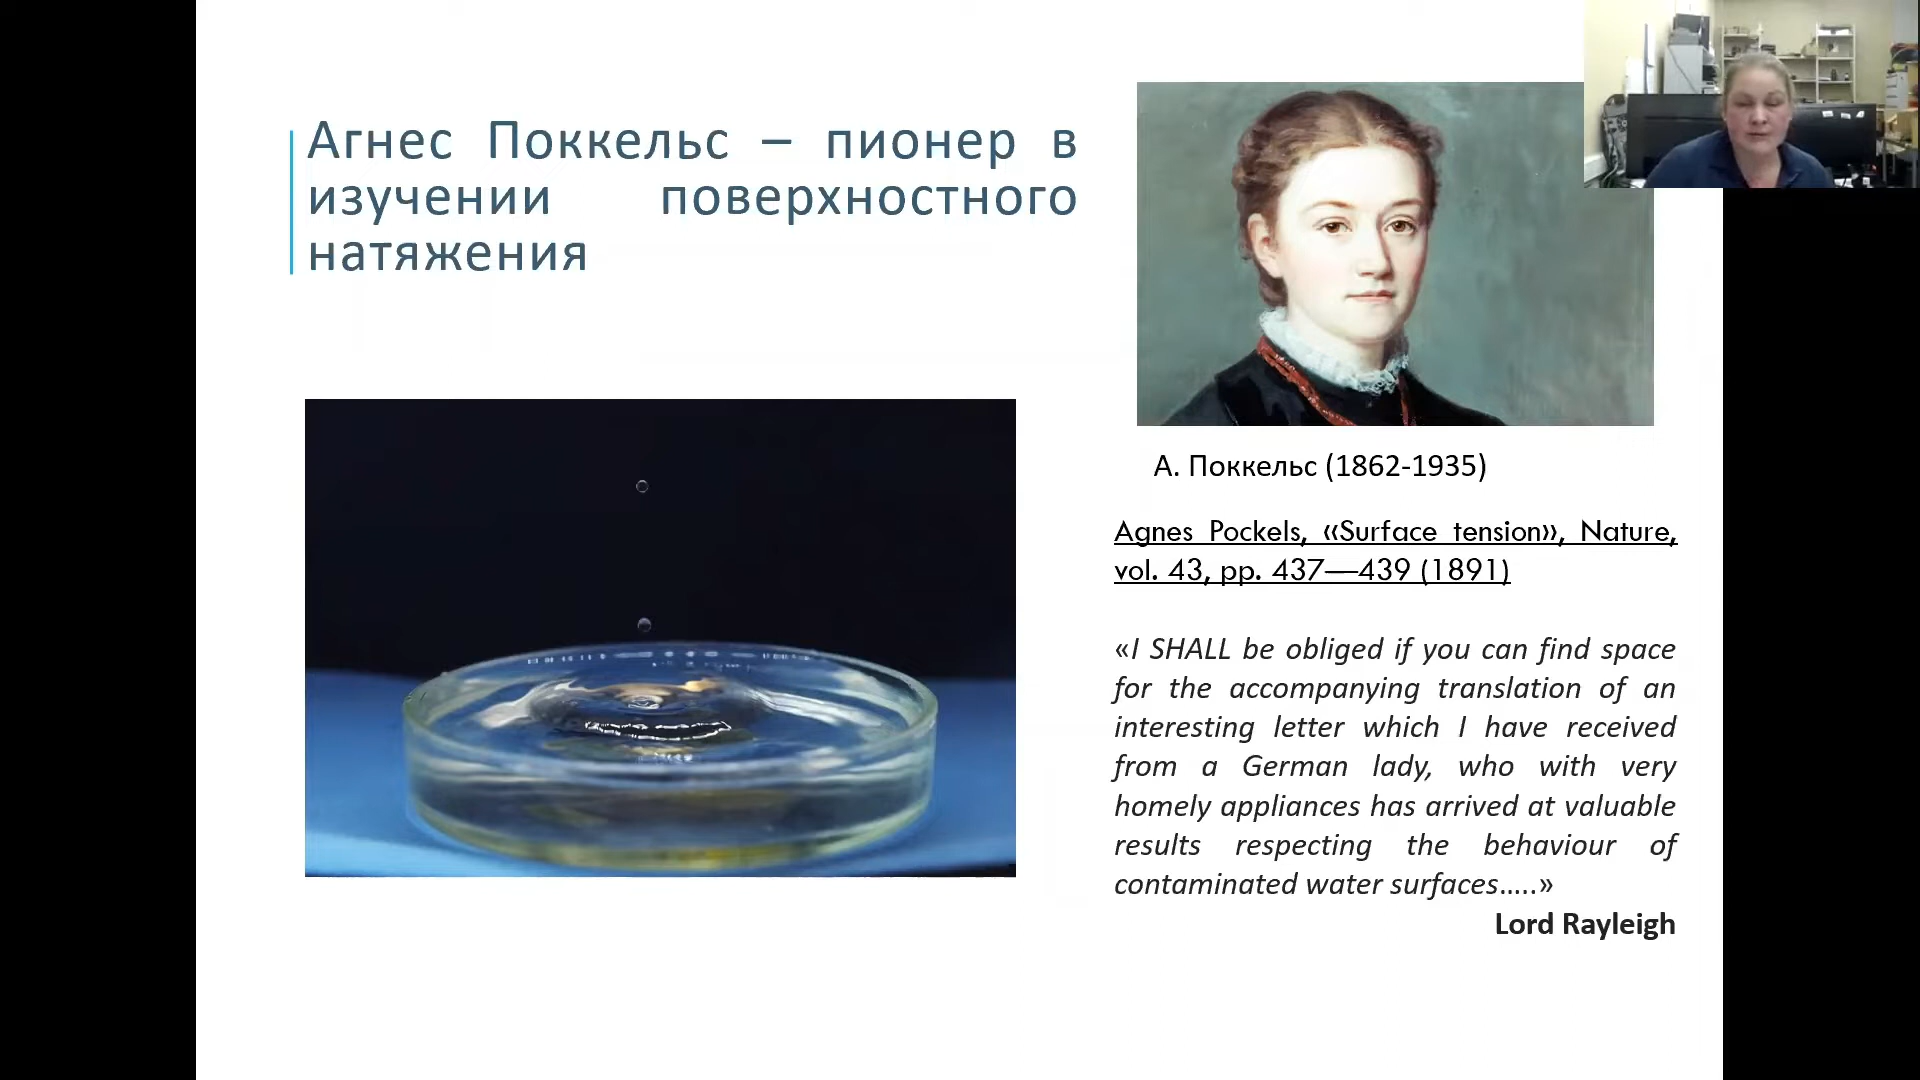 Агнес Поккельс – пионер в
изучении поверхностного
натяжения
А. Поккельс (1862-1935)
Agnes Pockels, «Surface tension», Nature,
vol. 43, pp. 437—439 (1891)
«I SHALL be obliged if you can find space
for the accompanying translation of an
interesting letter which I have received
from a German lady, who with very
homely appliances has arrived at valuable
results respecting the behaviour of
contaminated water surfaces…..»
Lord Rayleigh